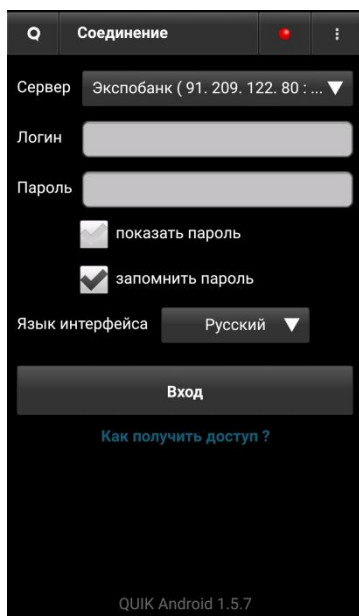 Соединение
Сервер Экспобанк ( 91. 209. 122. 80 : ...
Логин
Пароль
показать пароль
запомнить пароль
Язык интерфейса Русский
Вход
Как получить доступ ?
QUIK Android 1.5.7